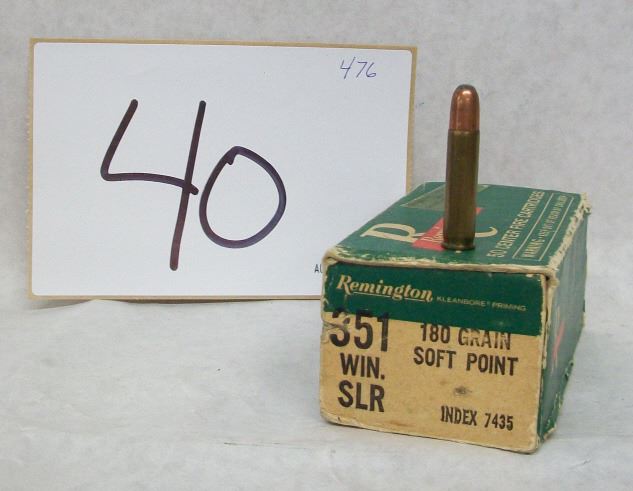 476
40
50 CENTER FIRE CARTRIDGES
Remington KLEANBORE® PRIMING
351 180 GRAIN
WIN. SOFT POINT
SLR
INDEX 7435